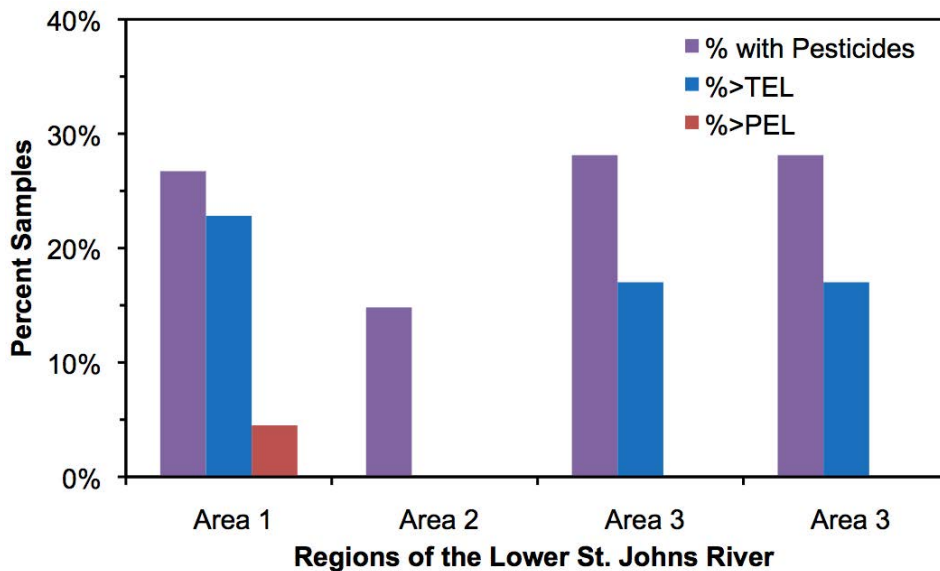 40%
% with Pesticides
%>TEL
%>PEL
30%
20%
10%
0%
Percent Samples
Area 1 Area 2 Area 3 Area 3
Regions of the Lower St. Johns River